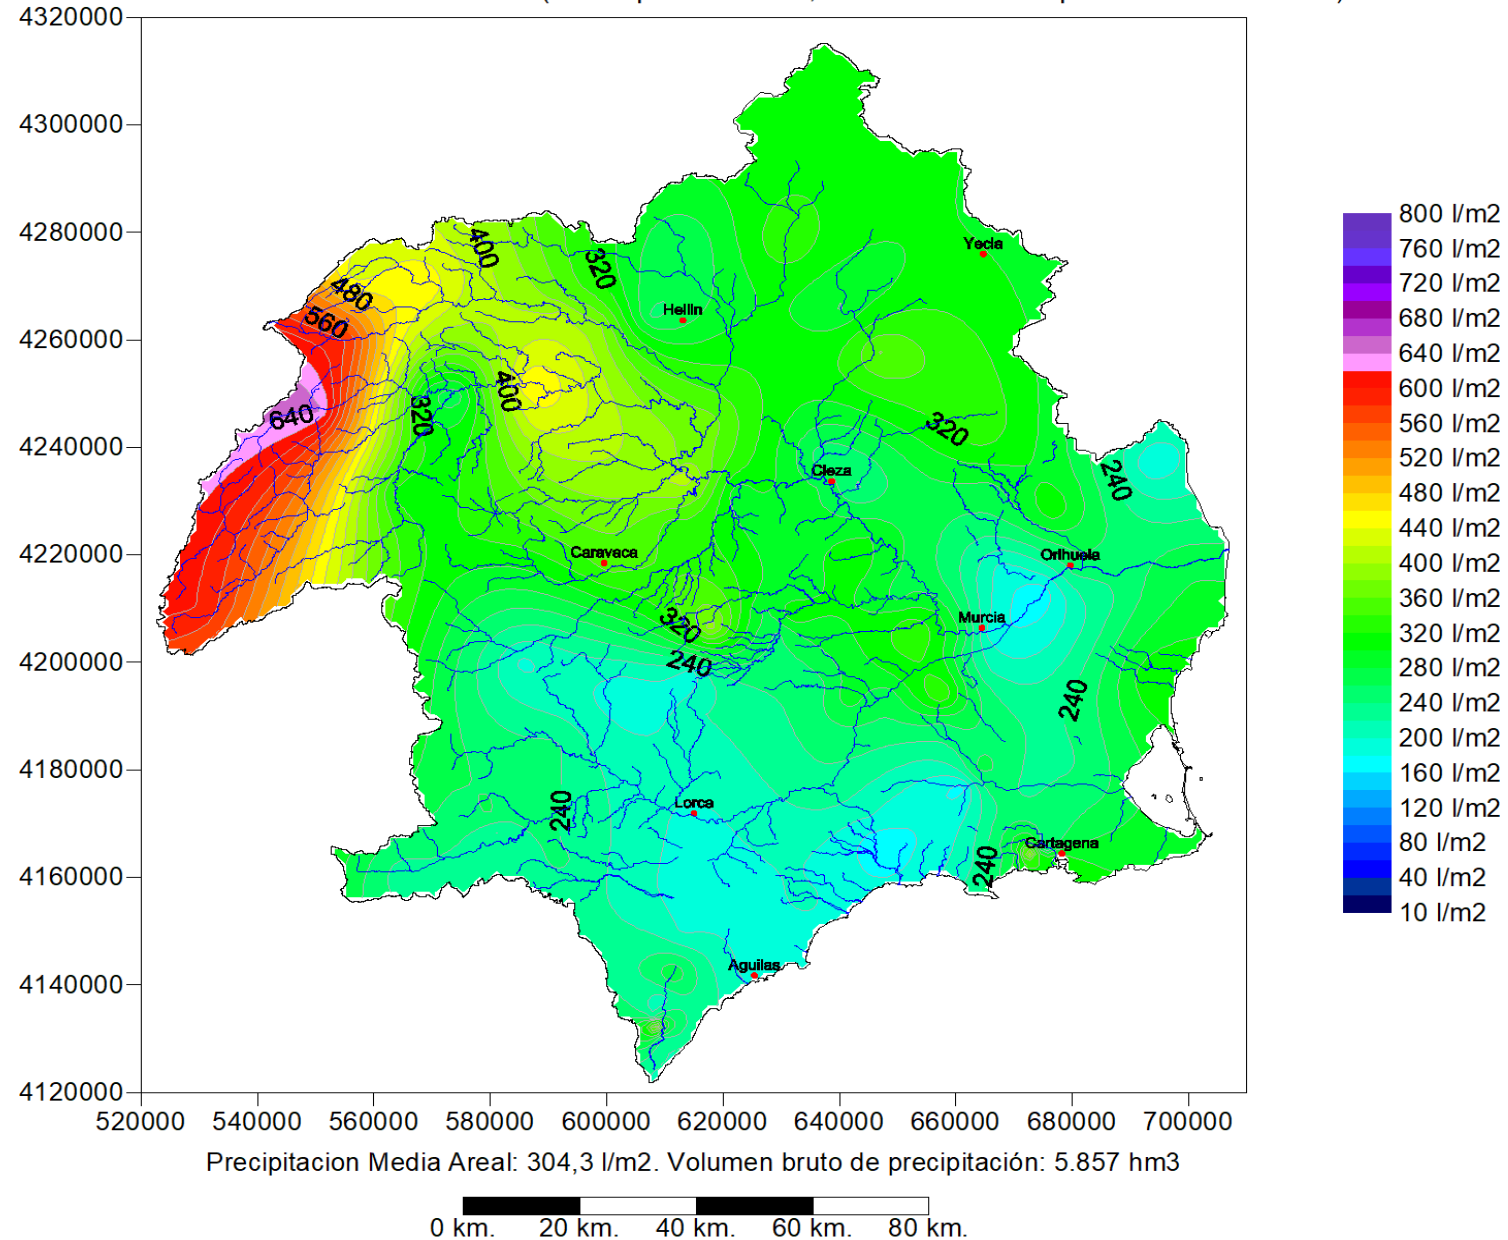 4320000
4300000
4280000
4260000
4240000
4220000
4200000
4180000
4160000
4140000
4120000
520000 540000 560000 580000 600000 620000 640000 660000 680000 700000
400
320
480
560
640
320
400
320
240
320
240
240
240
240
Yecla
Hellin
Cieza
Caravaca
Orihuela
Murcia
Lorca
Cartagena
Aguilas
800 l/m2
760 l/m2
720 l/m2
680 l/m2
640 l/m2
600 l/m2
560 l/m2
520 l/m2
480 l/m2
440 l/m2
400 l/m2
360 l/m2
320 l/m2
280 l/m2
240 l/m2
200 l/m2
160 l/m2
120 l/m2
80 l/m2
40 l/m2
10 l/m2
Precipitacion Media Areal: 304,3 l/m2. Volumen bruto de precipitación: 5.857 hm3
0 km. 20 km. 40 km. 60 km. 80 km.